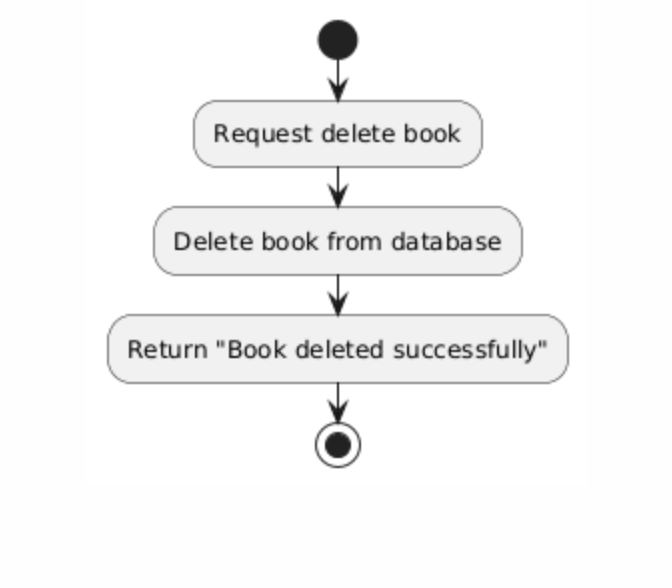 Request delete book
Delete book from database
Return "Book deleted successfully"